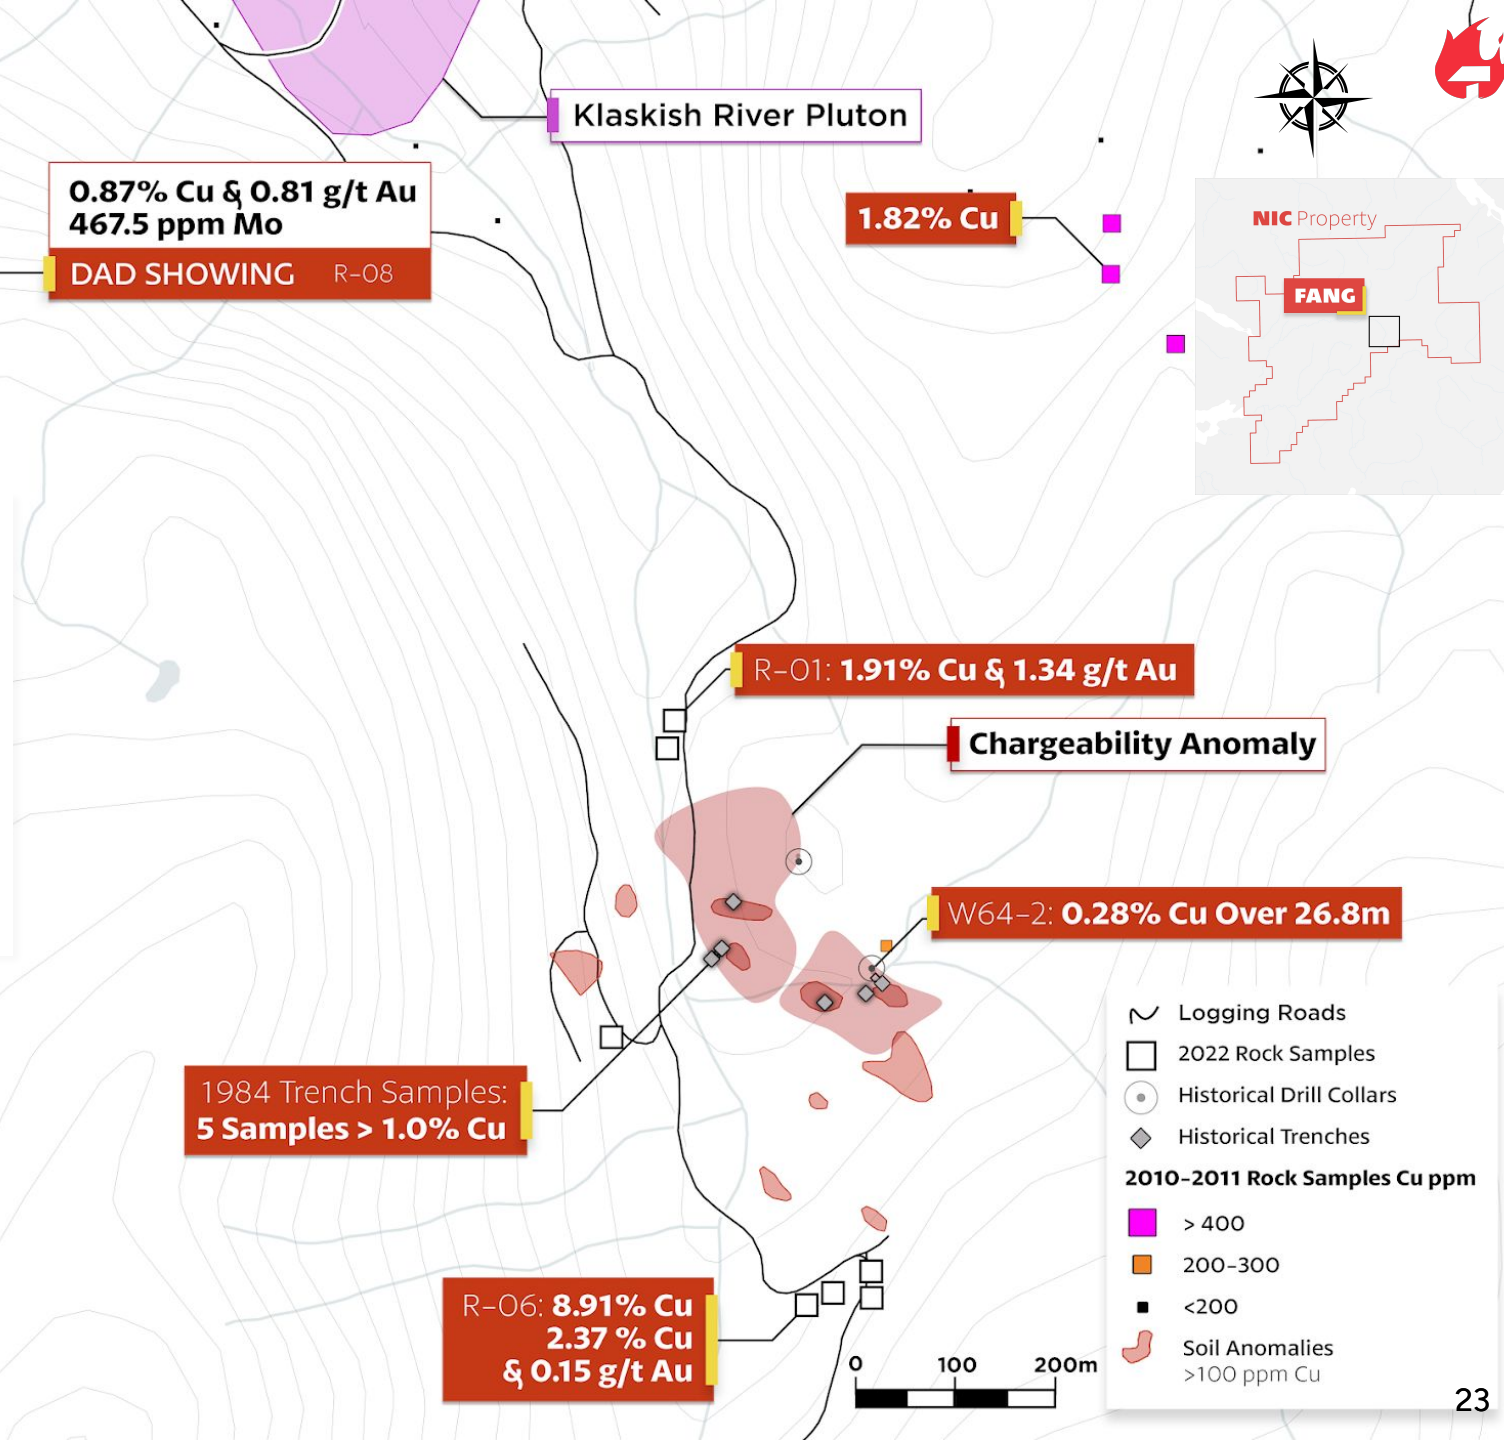 Klaskish River Pluton
0.87% Cu & 0.81 g/t Au
467.5 ppm Mo
DAD SHOWING R-08
1.82% Cu
NIC Property
FANG
R-01: 1.91% Cu & 1.34 g/t Au
Chargeability Anomaly
W64-2: 0.28% Cu Over 26.8m
1984 Trench Samples:
5 Samples > 1.0% Cu
R-06: 8.91% Cu
2.37 % Cu
& 0.15 g/t Au
0 100 200m
Logging Roads
2022 Rock Samples
Historical Drill Collars
Historical Trenches
2010-2011 Rock Samples Cu ppm
> 400
200-300
<200
Soil Anomalies
>100 ppm Cu
23